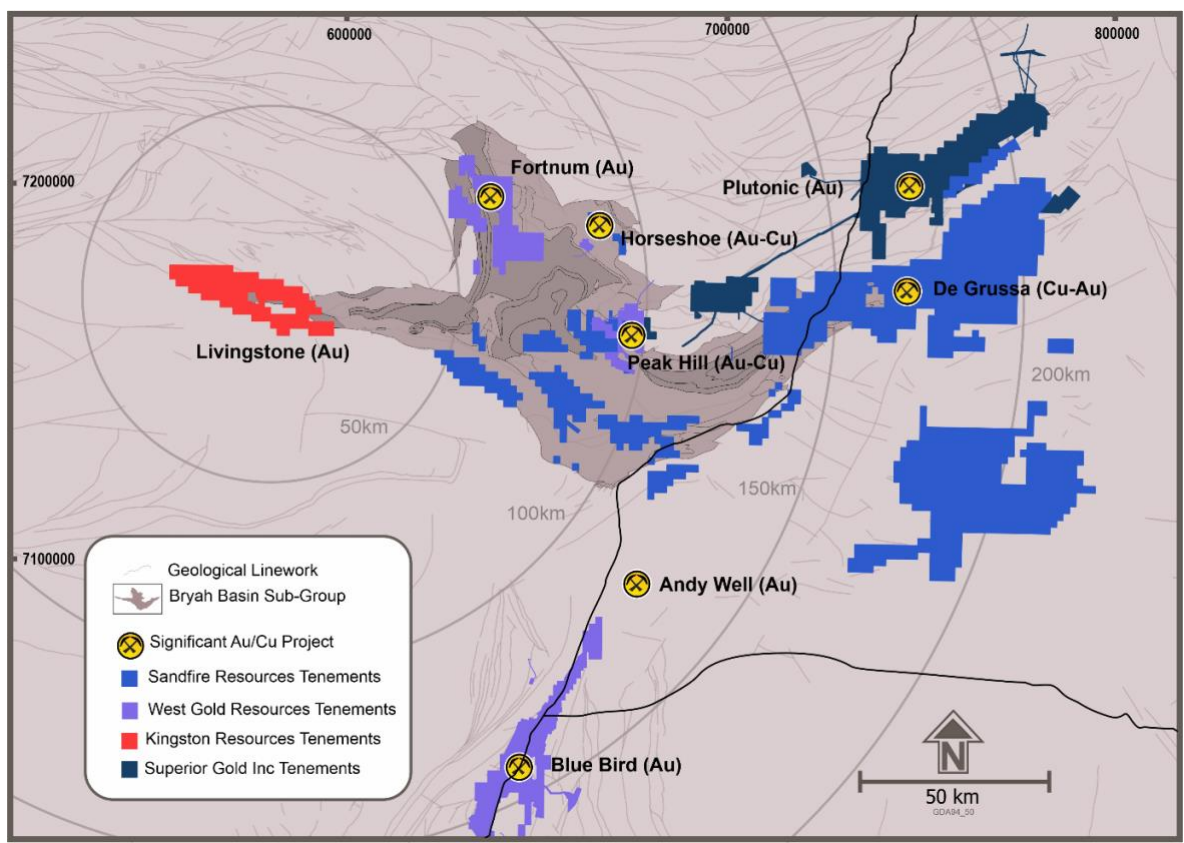 600000
700000
800000
7200000
Fortnum (Au)
Plutonic (Au)
Horseshoe (Au-Cu)
De Grussa (Cu-Au)
Livingstone (Au)
Peak Hill (Au-Cu)
200km
50km
150km
100km
7100000
Andy Well (Au)
Geological Linework
Bryah Basin Sub-Group
Significant Au/Cu Project
Sandfire Resources Tenements
West Gold Resources Tenements
Kingston Resources Tenements
Superior Gold Inc Tenements
Blue Bird (Au)
N
50 km
GDA94_50